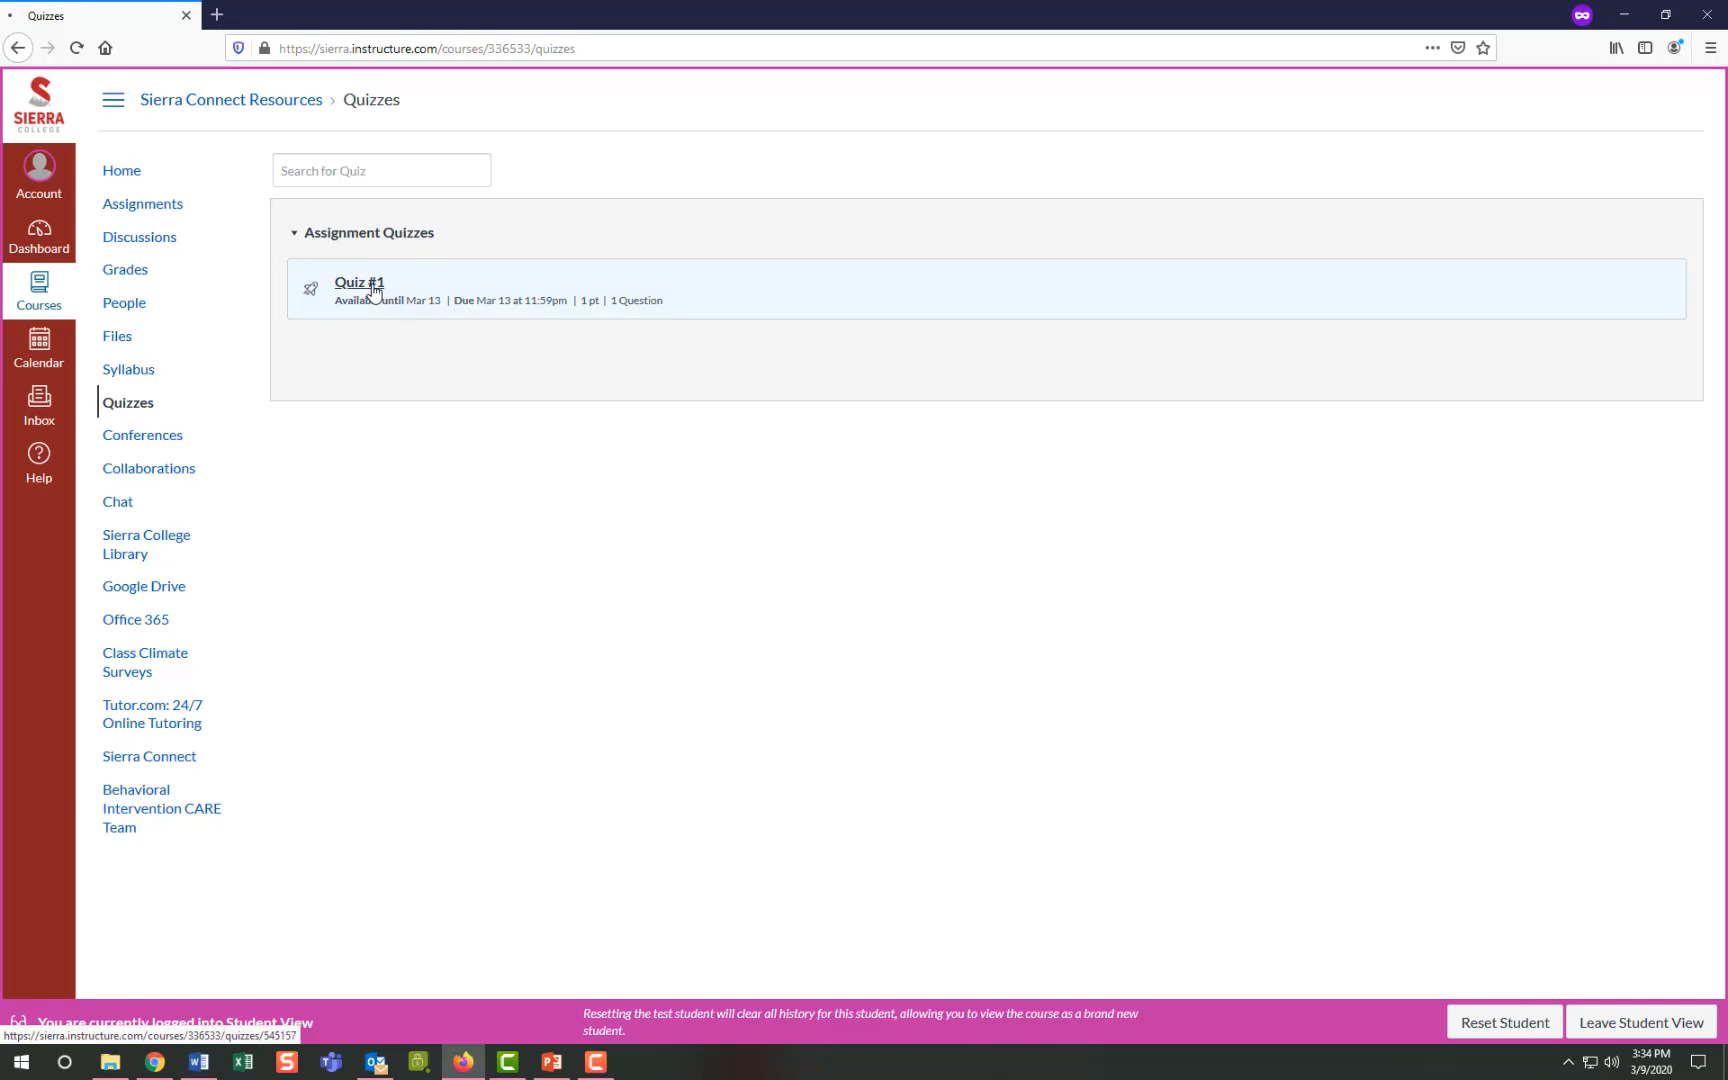 Quizzes
https://sierra.instructure.com/courses/336533/quizzes
SIERRA
COLLEGE
Sierra Connect Resources › Quizzes
Account
Dashboard
Courses
Calendar
Inbox
Help
Home
Assignments
Discussions
Grades
People
Files
Syllabus
Quizzes
Conferences
Collaborations
Chat
Sierra College
Library
Google Drive
Office 365
Class Climate
Surveys
Tutor.com: 24/7
Online Tutoring
Sierra Connect
Behavioral
Intervention CARE
Team
Search for Quiz
Assignment Quizzes
Quiz #1
Available until Mar 13 | Due Mar 13 at 11:59pm | 1 pt | 1 Question
You are currently logged into Student View
Resetting the test student will clear all history for this student, allowing you to view the course as a brand new
student.
Reset Student
Leave Student View
https://sierra.instructure.com/courses/336533/quizzes/545157
3:34 PM
3/9/2020